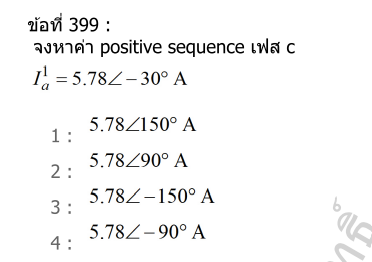 ข้อที่ 399 :
จงหาค่า positive sequence เฟส c
I_a^1 = 5.78∠−30° A
1 : 5.78∠150° A
2 : 5.78∠90° A
3 : 5.78∠−150° A
4 : 5.78∠−90° A